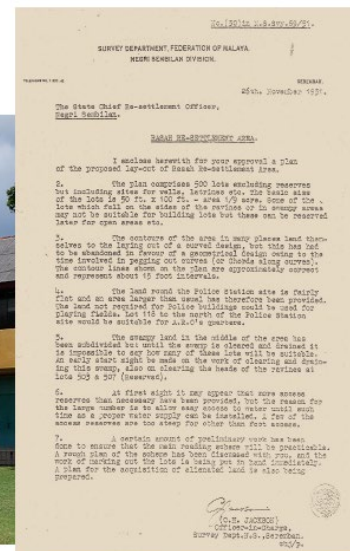 No.(30)in N.S.Svy.68/51.
SURVEY DEPARTMENT, FEDERATION OF MALAYA,
NEGRI SEMBILAN DIVISION.
SEREMBAN.
26th. November 1951.
The State Chief Re-settlement Officer,
Negri Sembilan.
RASAH RE-SETTLEMENT AREA.
I enclose herewith for your approval a plan
of the proposed lay-out of Rasah Re-settlement Area.
2. The plan comprises 500 lots excluding reserves
but including sites for wells, latrines etc. The basic size
of the lots is 50 ft. x 100 ft. - area 1/9 acre. Some of the
lots which fall on the sides of the ravines or in swampy areas
may not be suitable for building lots but these can be reserved
later for open areas etc.
3. The contours of the area in many places lend them-
selves to the laying out of a curved design, but this has had
to be abandoned in favour of a geometrical design owing to the
time involved in pegging out curves (or chords along curves).
The contour lines shown on the plan are approximately correct
and represent about 15 foot intervals.
4. The land round the Police Station site is fairly
flat and an area larger than usual has therefore been provided.
The land not required for Police buildings could be used for
playing fields. Lot 118 to the north of the Police Station
site would be suitable for A.R.O's quarters.
5. The swampy land in the middle of the area has
been subdivided but until the swamp is cleared and drained it
is impossible to say how many of these lots will be suitable.
An early start might be made on the work of clearing and drain-
ing this swamp, also on clearing the heads of the ravines at
lots 503 & 507 (Reserves).
6. At first sight it may appear that more access
reserves than necessary have been provided, but the reason for
the large number is to allow easy access to water until such
time as a proper water supply can be installed. A few of the
access reserves are too steep for other than foot access.
7. A certain amount of preliminary work has been
done to ensure that the main roading scheme will be practicable.
A rough plan of the scheme has been discussed with you, and the
work of marking out the lots is being put in hand immediately.
A plan for the acquisition of alienated land is also being
prepared.
(C.H. JACKSON)
Officer-in-Charge,
Survey Dept.N.S., Seremban.